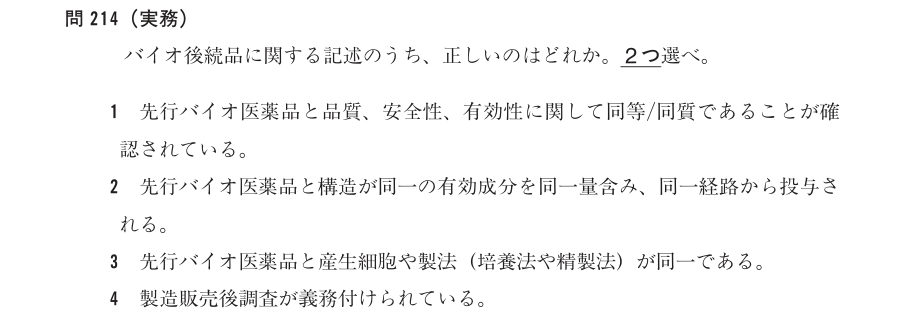 問 214（実務）
バイオ後続品に関する記述のうち、正しいのはどれか。２つ選べ。
1 先行バイオ医薬品と品質、安全性、有効性に関して同等/同質であることが確
認されている。
2 先行バイオ医薬品と構造が同一の有効成分を同一量含み、同一経路から投与さ
れる。
3 先行バイオ医薬品と産生細胞や製法（培養法や精製法）が同一である。
4 製造販売後調査が義務付けられている。